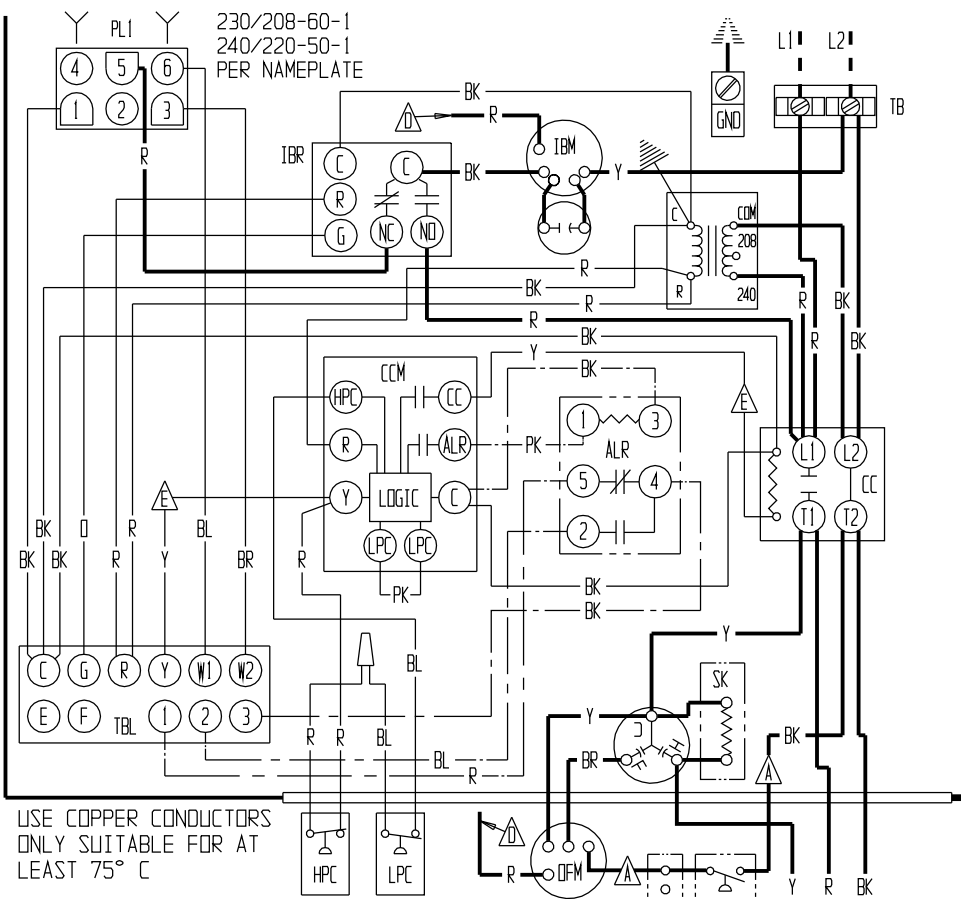 PL1
230/208-60-1
240/220-50-1
PER NAMEPLATE
4 5 6
1 2 3
L1 L2
TB
GND
BK
D
R
IBM
IBR
C C
R
G NC NO
R
BK
Y
C COM
208
R 240
R
BK
R
R
BK
Y
BK
R BK
R BK
CCM
HPC CC
R ALR
Y LOGIC C
LPC LPC
PK
PK
1 3
ALR
5 4
2
E
L1 L2
CC
T1 T2
E
BK O R BL
BK BK R Y BR
R
BK
BK
Y
BL
C G R Y W1 W2
E F TBL 1 2 3
R R BL
BL
R
SK
Y
C
F H
BR
BK
A
USE COPPER CONDUCTORS
ONLY SUITABLE FOR AT
LEAST 75° C
HPC LPC
D
R
OFM
A
Y R BK